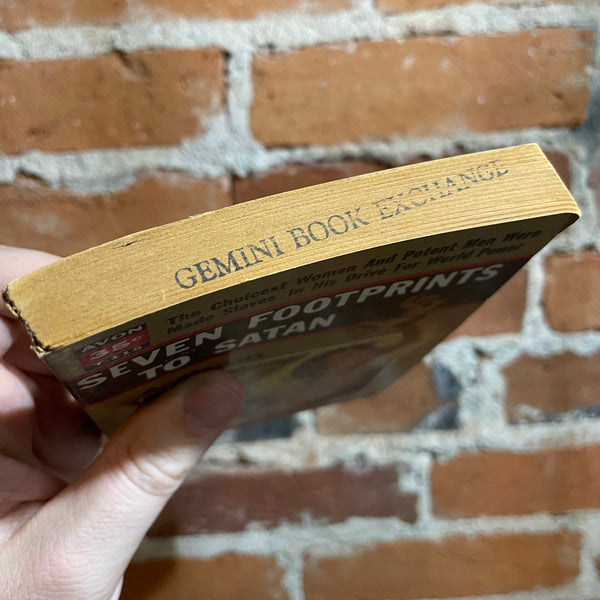 GEMINI BOOK EXCHANGE
The Choicest Women And Potent Men Were
Made Slaves In His Drive For World Power
AVON
35¢
SEVEN FOOTPRINTS
TO SATAN